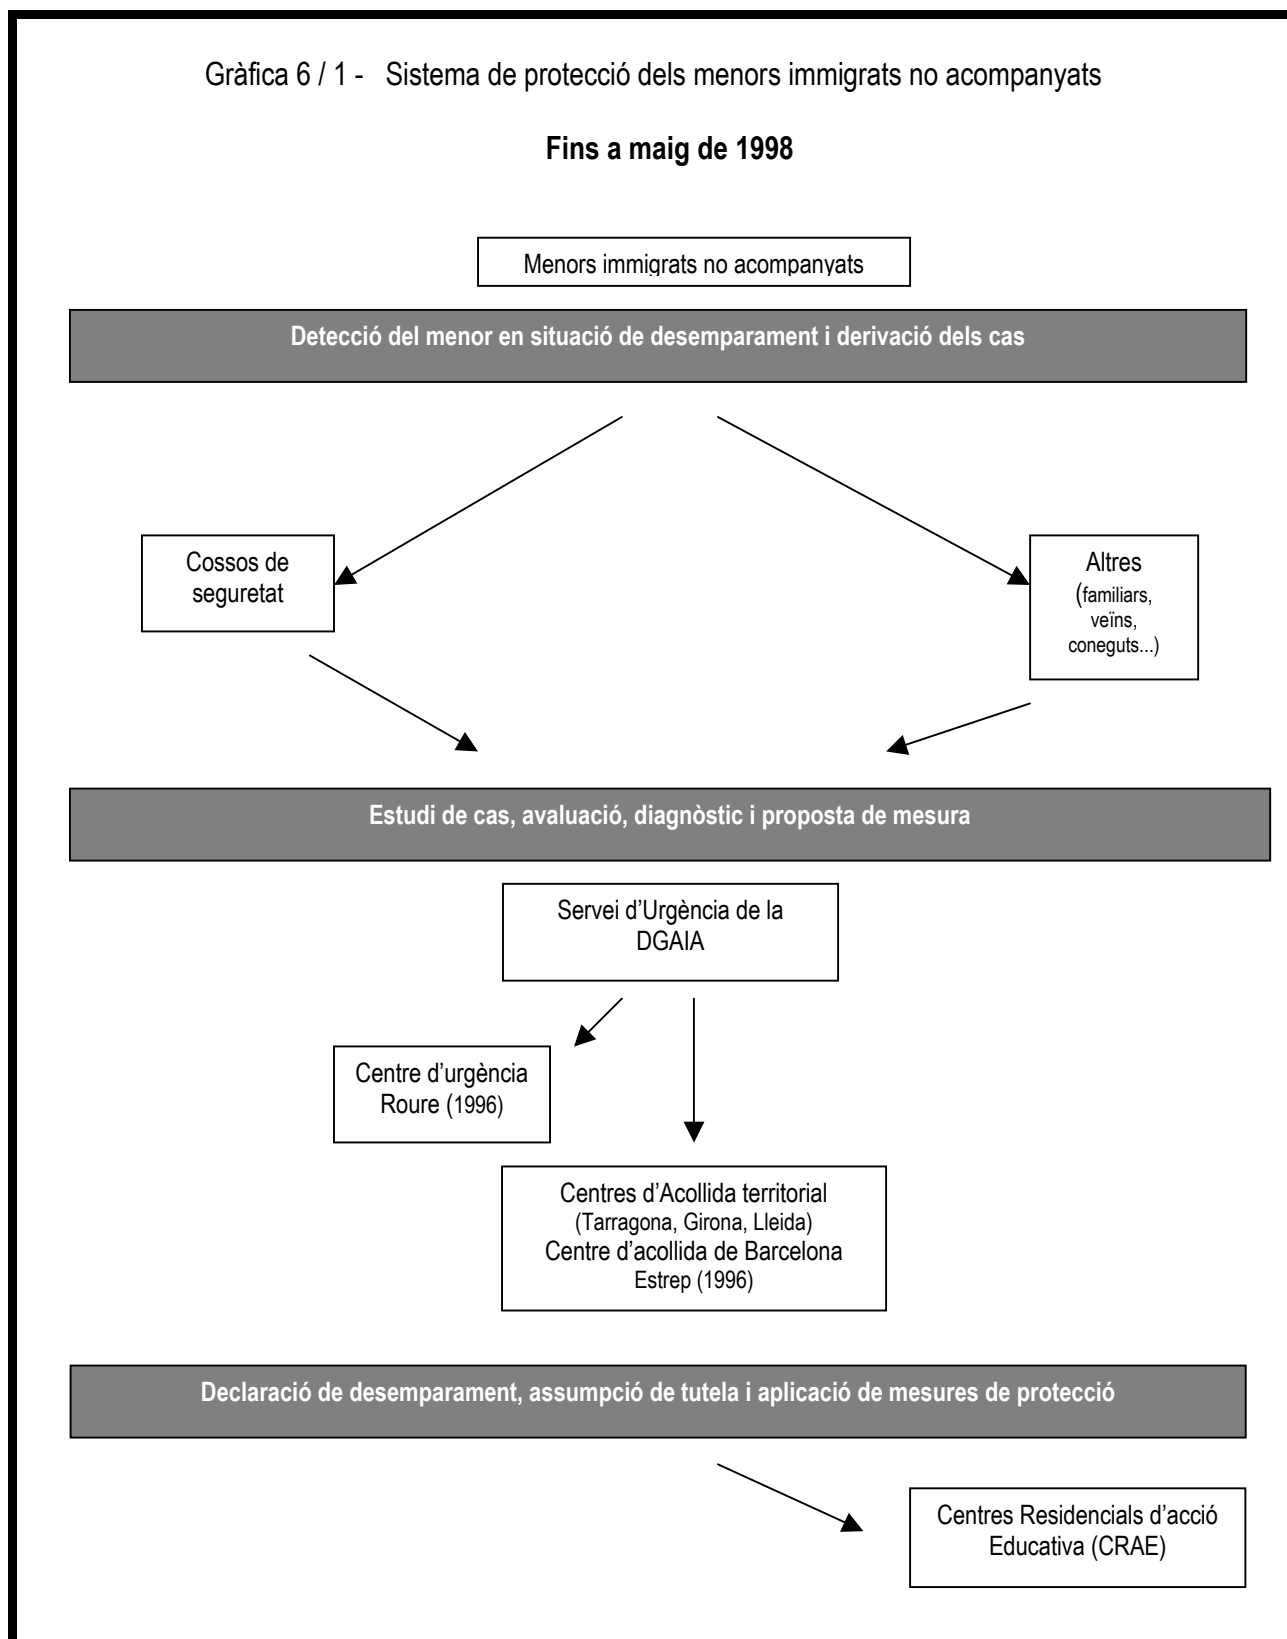 Gràfica 6 / 1 - Sistema de protecció dels menors immigrats no acompanyats
Fins a maig de 1998
Menors immigrats no acompanyats
Detecció del menor en situació de desemparament i derivació dels cas
Cossos de
seguretat
Altres
(familiars,
veïns,
coneguts...)
Estudi de cas, avaluació, diagnòstic i proposta de mesura
Servei d'Urgència de la
DGAIA
Centre d'urgència
Roure (1996)
Centres d'Acollida territorial
(Tarragona, Girona, Lleida)
Centre d'acollida de Barcelona
Estrep (1996)
Declaració de desemparament, assumpció de tutela i aplicació de mesures de protecció
Centres Residencials d'acció
Educativa (CRAE)